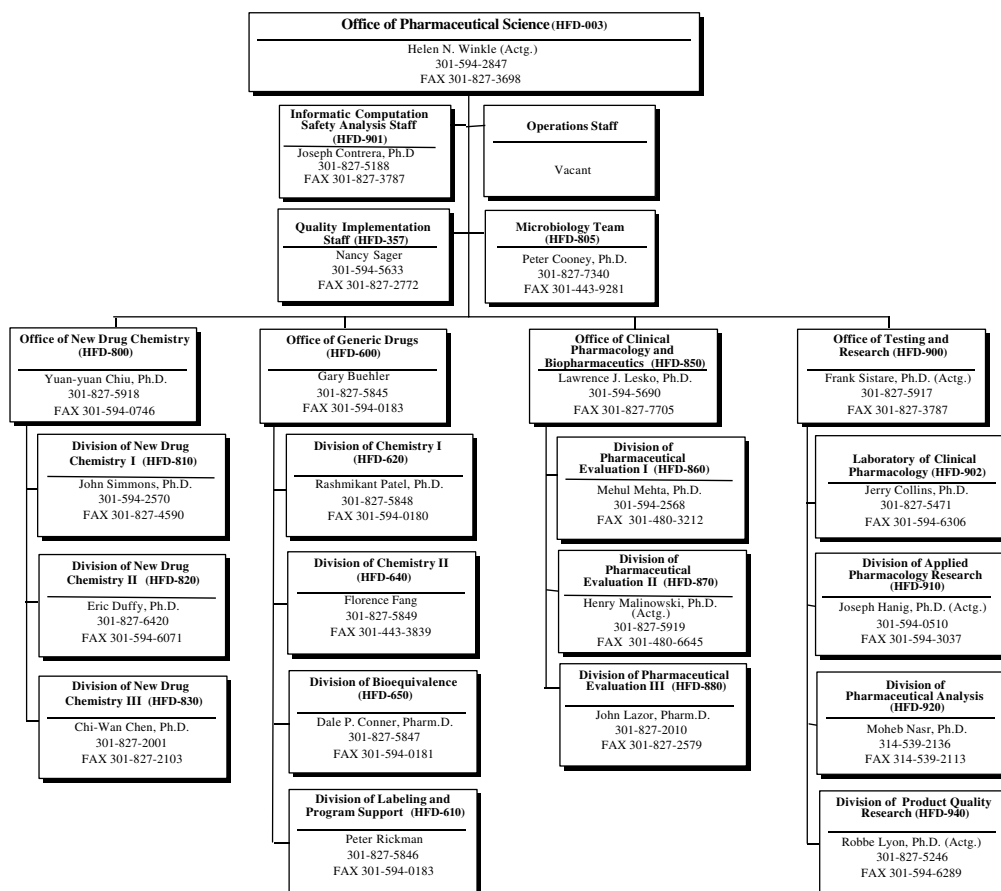 Office of Pharmaceutical Science (HFD-003)
Helen N. Winkle (Actg.)
301-594-2847
FAX 301-827-3698
Informatic Computation
Safety Analysis Staff
(HFD-901)
Joseph Contrera, Ph.D
301-827-5188
FAX 301-827-3787
Operations Staff
Vacant
Quality Implementation
Staff (HFD-357)
Nancy Sager
301-594-5633
FAX 301-827-2772
Microbiology Team
(HFD-805)
Peter Cooney, Ph.D.
301-827-7340
FAX 301-443-9281
Office of New Drug Chemistry
(HFD-800)
Yuan-yuan Chiu, Ph.D.
301-827-5918
FAX 301-594-0746
Division of New Drug
Chemistry I (HFD-810)
John Simmons, Ph.D.
301-594-2570
FAX 301-827-4590
Division of New Drug
Chemistry II (HFD-820)
Eric Duffy, Ph.D.
301-827-6420
FAX 301-594-6071
Division of New Drug
Chemistry III (HFD-830)
Chi-Wan Chen, Ph.D.
301-827-2001
FAX 301-827-2103
Office of Generic Drugs
(HFD-600)
Gary Buehler
301-827-5845
FAX 301-594-0183
Division of Chemistry I
(HFD-620)
Rashmikant Patel, Ph.D.
301-827-5848
FAX 301-594-0180
Division of Chemistry II
(HFD-640)
Florence Fang
301-827-5849
FAX 301-443-3839
Division of Bioequivalence
(HFD-650)
Dale P. Conner, Pharm.D.
301-827-5847
FAX 301-594-0181
Division of Labeling and
Program Support (HFD-610)
Peter Rickman
301-827-5846
FAX 301-594-0183
Office of Clinical
Pharmacology and
Biopharmaceutics (HFD-850)
Lawrence J. Lesko, Ph.D.
301-594-5690
FAX 301-827-7705
Division of
Pharmaceutical
Evaluation I (HFD-860)
Mehul Mehta, Ph.D.
301-594-2568
FAX 301-480-3212
Division of
Pharmaceutical
Evaluation II (HFD-870)
Henry Malinowski, Ph.D.
(Actg.)
301-827-5919
FAX 301-480-6645
Division of Pharmaceutical
Evaluation III (HFD-880)
John Lazor, Pharm.D.
301-827-2010
FAX 301-827-2579
Office of Testing and
Research (HFD-900)
Frank Sistare, Ph.D. (Actg.)
301-827-5917
FAX 301-827-3787
Laboratory of Clinical
Pharmacology (HFD-902)
Jerry Collins, Ph.D.
301-827-5471
FAX 301-594-6306
Division of Applied
Pharmacology Research
(HFD-910)
Joseph Hanig, Ph.D. (Actg.)
301-594-0510
FAX 301-594-3037
Division of
Pharmaceutical Analysis
(HFD-920)
Moheb Nasr, Ph.D.
314-539-2136
FAX 314-539-2113
Division of Product Quality
Research (HFD-940)
Robbe Lyon, Ph.D. (Actg.)
301-827-5246
FAX 301-594-6289